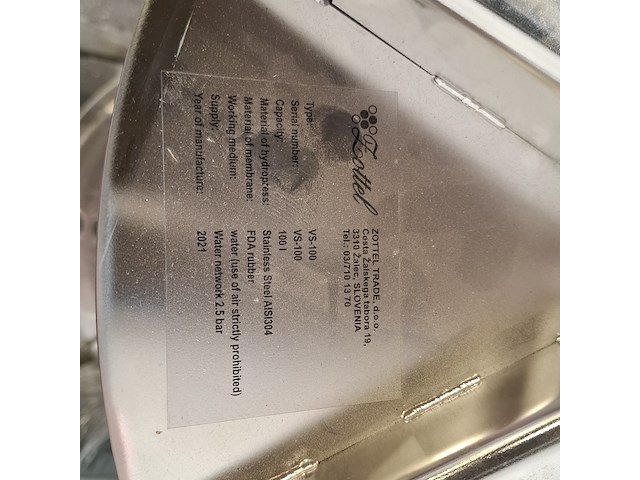 Zottel
ZOTTEL TRADE, d.o.o.
Cesta Žalskega tabora 19,
3310 Žalec, SLOVENIA
Tel.: 03/710 13 70
Type: VS-100
Serial number: VS-100
Capacity: 100 l
Material of hydropress: Stainless Steel AISI304
Material of membrane: FDA rubber
Working medium: water (use of air strictly prohibited)
Supply: Water network 2.5 bar
Year of manufacture: 2021